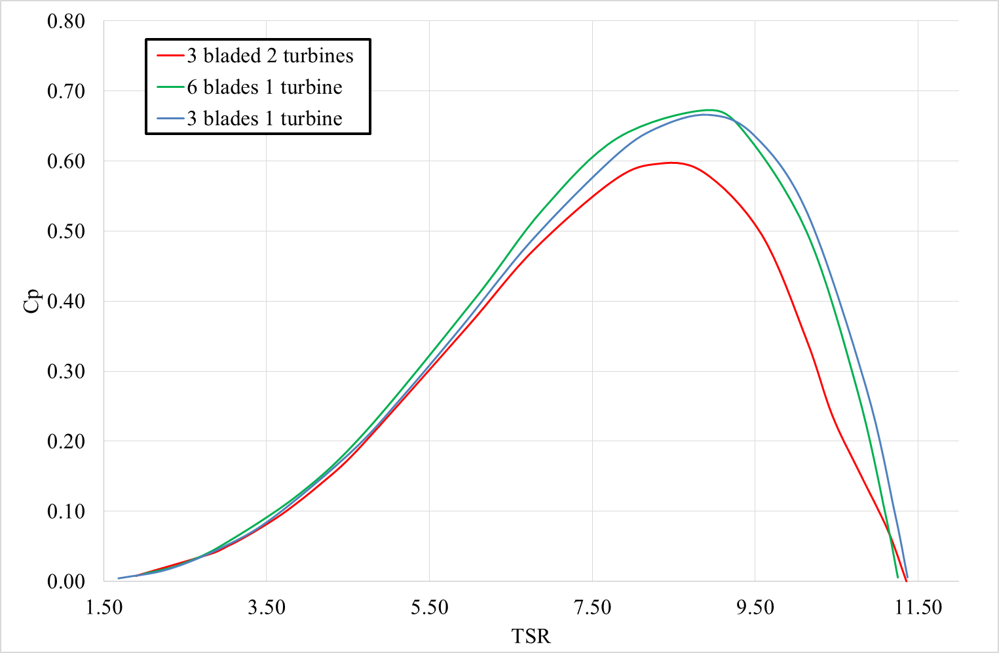 0.80
3 bladed 2 turbines
6 blades 1 turbine
3 blades 1 turbine
0.70
0.60
0.50
Cp
0.40
0.30
0.20
0.10
0.00
1.50 3.50 5.50 7.50 9.50 11.50
TSR